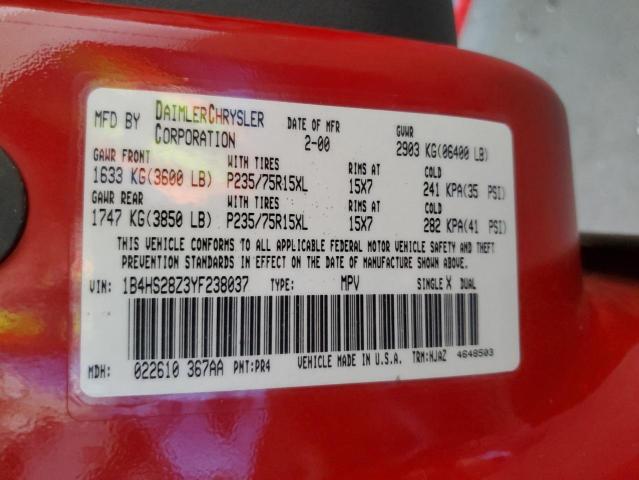 MFD BY DAIMLERCHRYSLER CORPORATION DATE OF MFR 2-00 GVWR 2903 KG(06400 LB)
GAWR FRONT WITH TIRES RIMS AT COLD
1633 KG(3600 LB) P235/75R15XL 15X7 241 KPA(35 PSI)
GAWR REAR WITH TIRES RIMS AT COLD
1747 KG(3850 LB) P235/75R15XL 15X7 282 KPA(41 PSI)
THIS VEHICLE CONFORMS TO ALL APPLICABLE FEDERAL MOTOR VEHICLE SAFETY AND THEFT
PREVENTION STANDARDS IN EFFECT ON THE DATE OF MANUFACTURE SHOWN ABOVE.
VIN: 1B4HS28Z3YF238037 TYPE: MPV SINGLE X DUAL
MDH: 022610 367AA PNT:PR4 VEHICLE MADE IN U.S.A. TRM:HJAZ 4648503